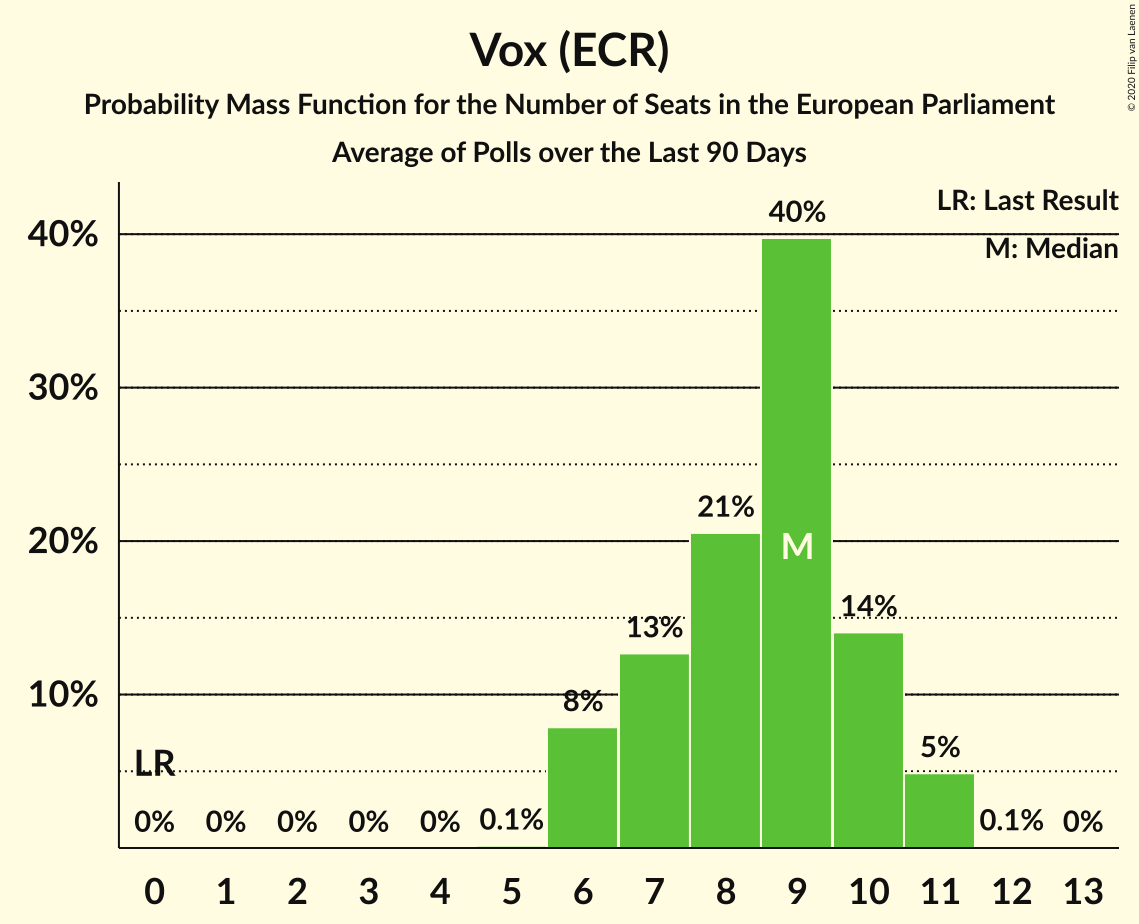 © 2020 Filip van Laenen
Vox (ECR)
Probability Mass Function for the Number of Seats in the European Parliament
Average of Polls over the Last 90 Days
LR: Last Result
M: Median
40%
40%
30%
21%
20%
M
14%
13%
10%
8%
LR
5%
0% 0% 0% 0% 0% 0.1% 0.1% 0%
0 1 2 3 4 5 6 7 8 9 10 11 12 13